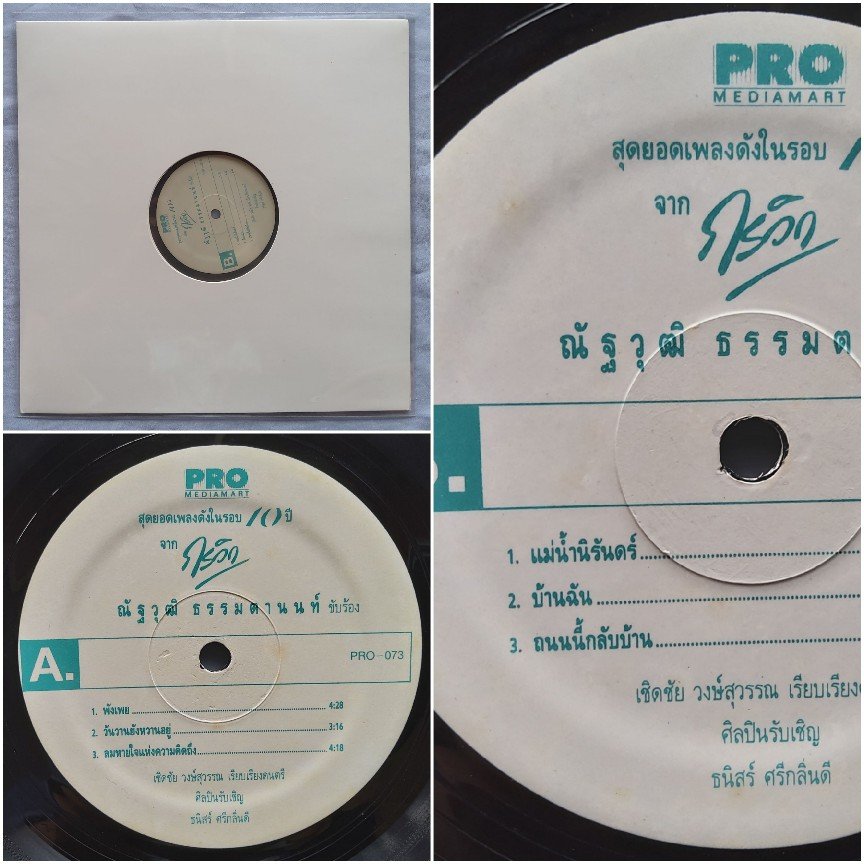 PRO
B.
PRO
MEDIAMART
สุดยอดเพลงดังในรอบ 10 ปี
จาก กรวิก
ณัฐวุฒิ ธรรมตานนท์ ขับร้อง
A.
PRO-073
1. พังเพย 4:28
2. วันวานยังหวานอยู่ 3:16
3. ลมหายใจแห่งความคิดถึง 4:18
เชิดชัย วงษ์สุวรรณ เรียบเรียงดนตรี
ศิลปินรับเชิญ
ธนิสร์ ศรีกลิ่นดี
PRO
MEDIAMART
สุดยอดเพลงดังในรอบ 1
จาก กรวิก
ณัฐวุฒิ ธรรมต
1. แม่น้ำนิรันดร์
2. บ้านฉัน
3. ถนนนี้กลับบ้าน
เชิดชัย วงษ์สุวรรณ เรียบเรียงด
ศิลปินรับเชิญ
ธนิสร์ ศรีกลิ่นดี